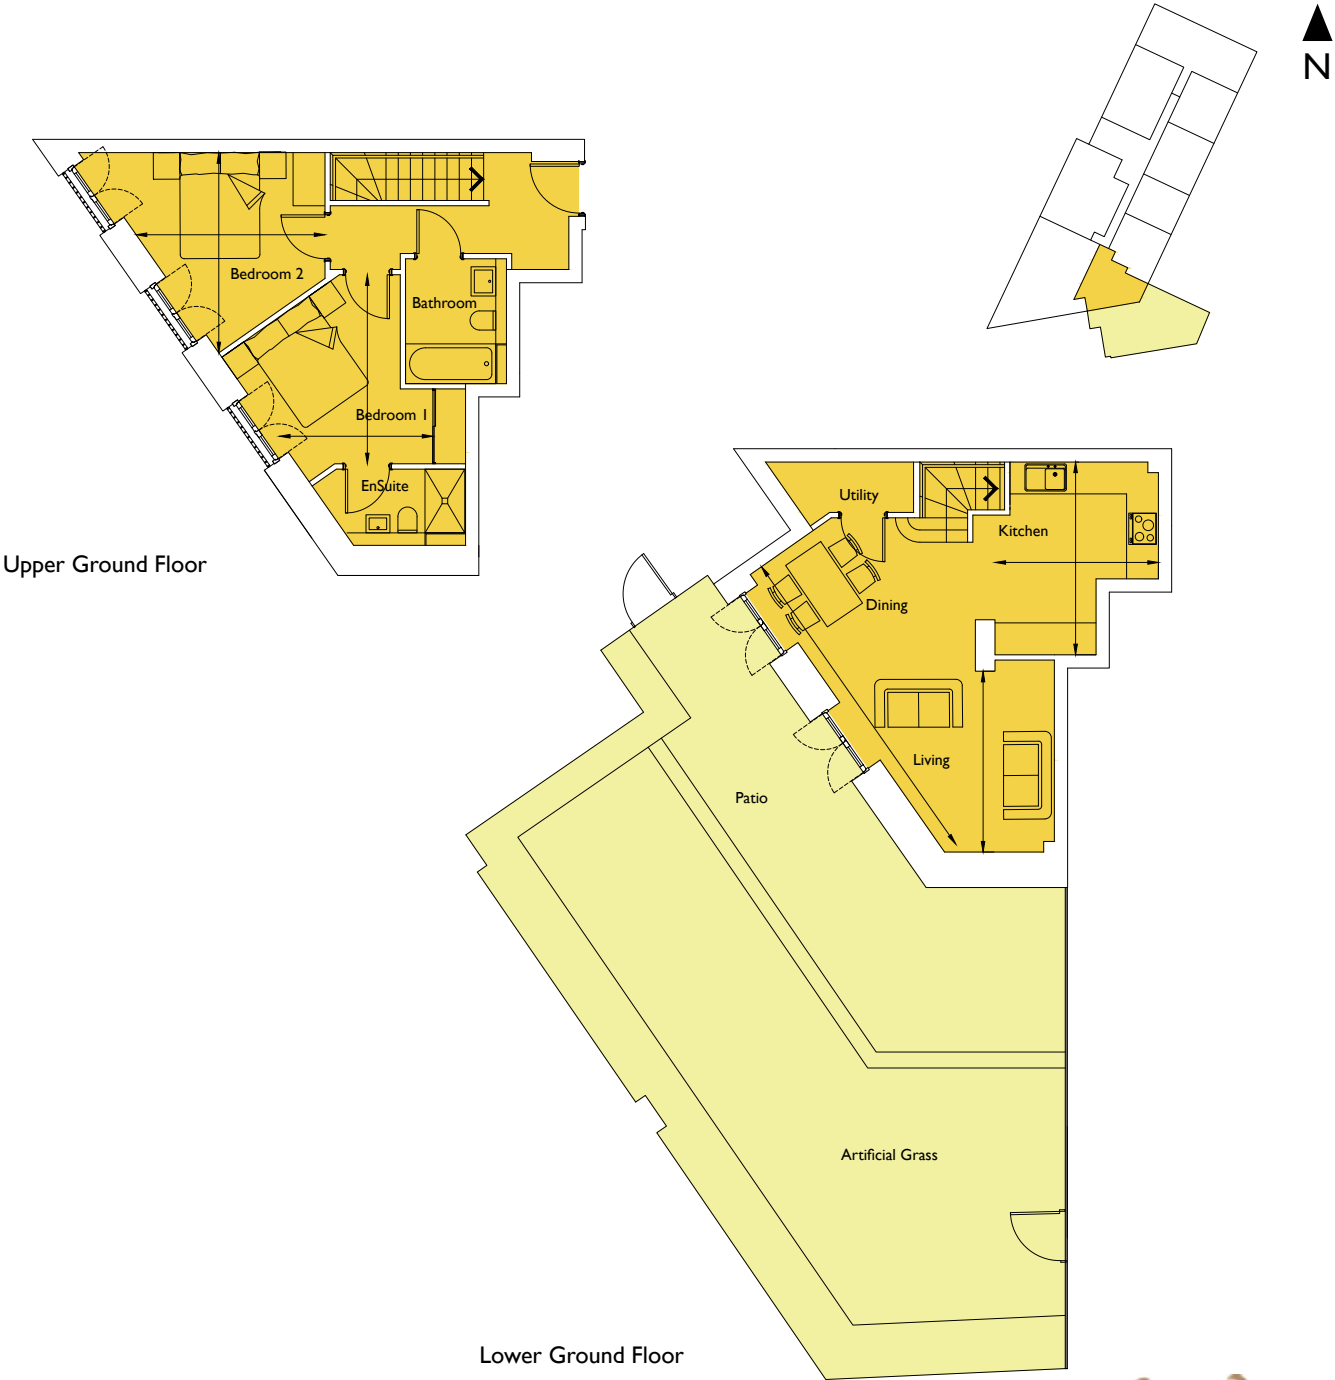 N
Bedroom 2
Bathroom
Bedroom 1
EnSuite
Upper Ground Floor
Utility
Kitchen
Dining
Living
Patio
Artificial Grass
Lower Ground Floor